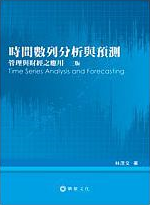 時間數列分析與預測
管理與財經之應用 三版
Time Series Analysis and Forecasting
林茂文 著
華泰文化